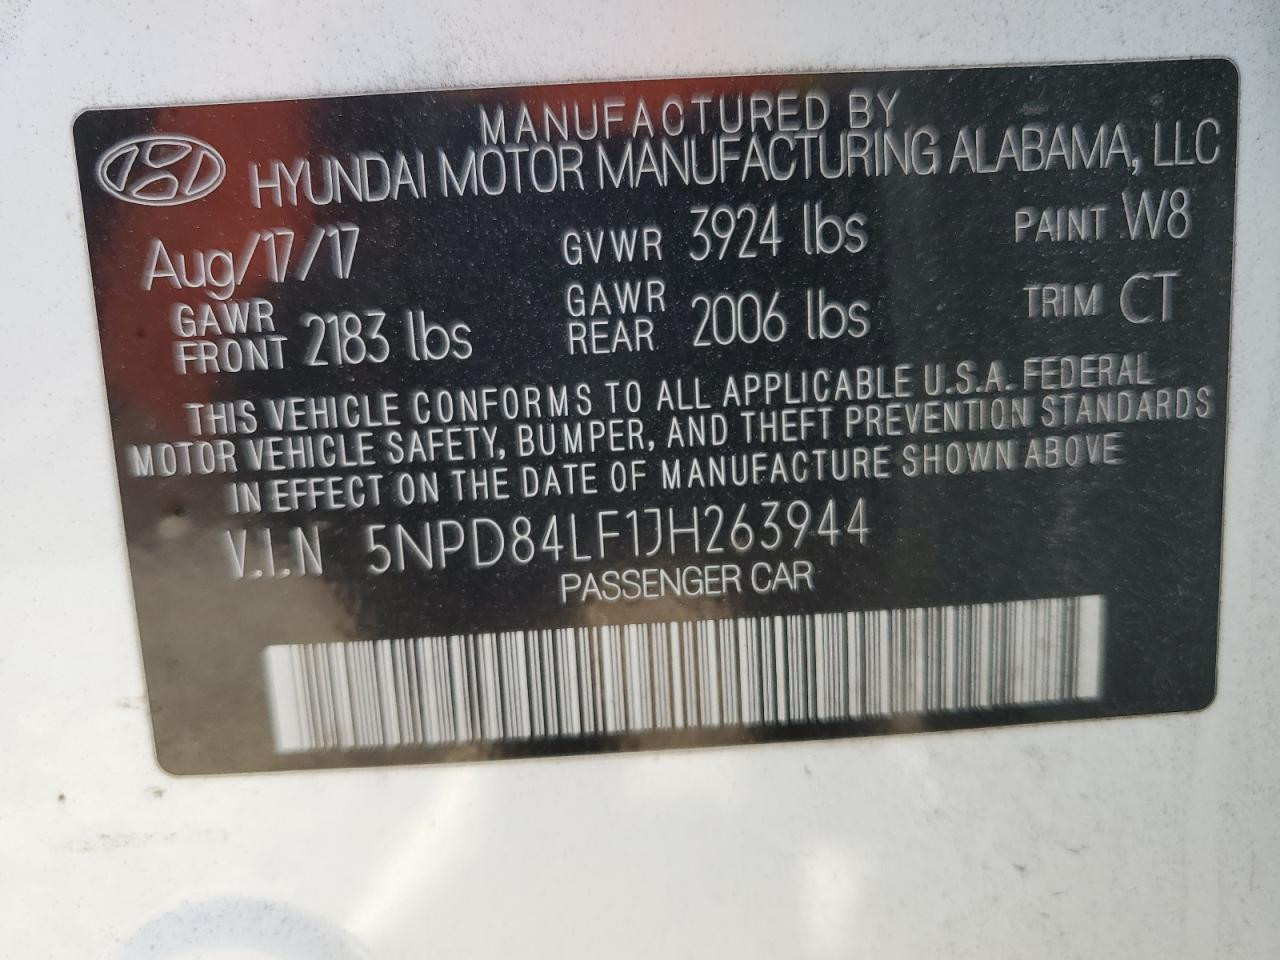 MANUFACTURED BY
HYUNDAI MOTOR MANUFACTURING ALABAMA, LLC
Aug/17/17 GVWR 3924 lbs PAINT W8
GAWR FRONT 2183 lbs GAWR REAR 2006 lbs TRIM CT
THIS VEHICLE CONFORMS TO ALL APPLICABLE U.S.A. FEDERAL
MOTOR VEHICLE SAFETY, BUMPER, AND THEFT PREVENTION STANDARDS
IN EFFECT ON THE DATE OF MANUFACTURE SHOWN ABOVE
V.I.N 5NPD84LF1JH263944
PASSENGER CAR